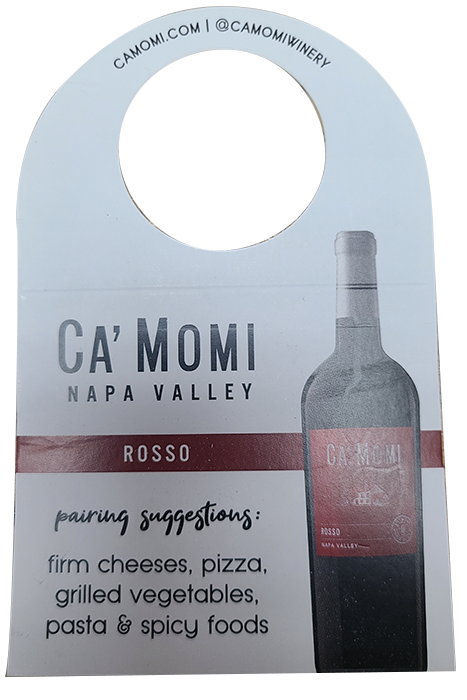 CAMOMI.COM | @CAMOMIWINERY
CA' MOMI
NAPA VALLEY
ROSSO
pairing suggestions:
firm cheeses, pizza,
grilled vegetables,
pasta & spicy foods
CA' MOMI
ROSSO
NAPA VALLEY